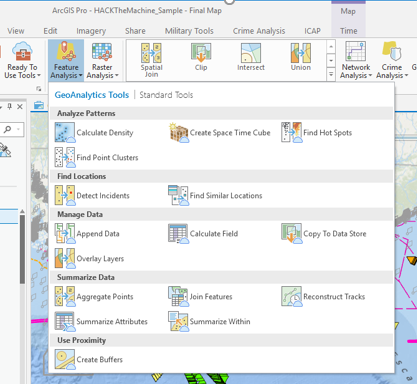 ArcGIS Pro - HACKTheMachine_Sample - Final Map
Map
View Edit Imagery Share Military Tools Crime Analysis ICAP Time
Ready To Use Tools
Feature Analysis
Raster Analysis
Spatial Join
Clip
Intersect
Union
Network Analysis
Crime Analysis
GeoAnalytics Tools | Standard Tools
Analyze Patterns
Calculate Density
Create Space Time Cube
Find Hot Spots
Find Point Clusters
Find Locations
Detect Incidents
Find Similar Locations
Manage Data
Append Data
Calculate Field
Copy To Data Store
Overlay Layers
Summarize Data
Aggregate Points
Join Features
Reconstruct Tracks
Summarize Attributes
Summarize Within
Use Proximity
Create Buffers